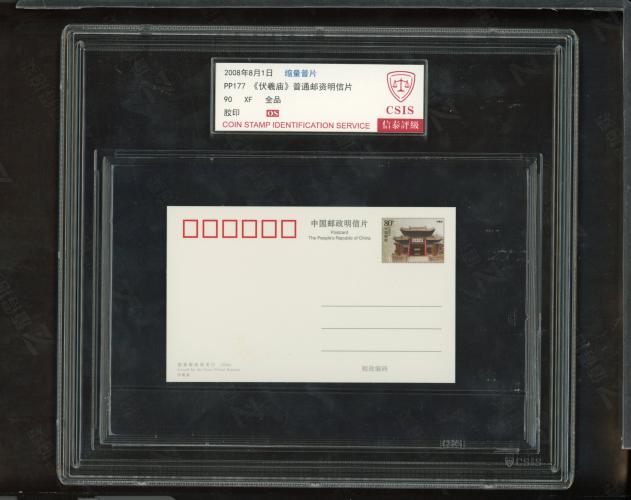 2008年8月1日 缩量普片
PP177 《伏羲庙》普通邮资明信片
90 XF 全品
胶印 OS
COIN STAMP IDENTIFICATION SERVICE
CSIS
信泰評級
中国邮政明信片
Postcard
The People's Republic of China
80分
邮政编码
CSIS